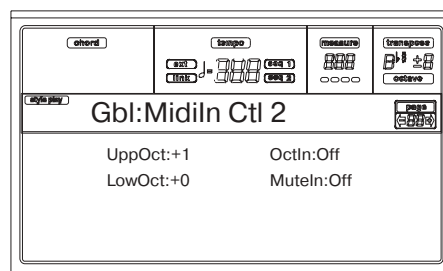 chord
tempo
measure
transpose
ext
seq 1
link
seq 2
octave
style play
Gbl:MidiIn Ctl 2
page
UppOct:+1
OctIn:Off
LowOct:+0
MuteIn:Off